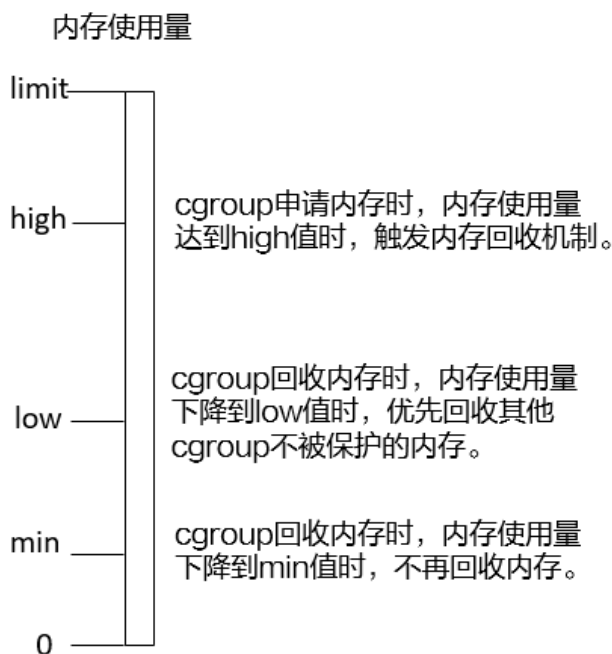 内存使用量
limit
high
cgroup申请内存时，内存使用量
达到high值时，触发内存回收机制。
low
cgroup回收内存时，内存使用量
下降到low值时，优先回收其他
cgroup不被保护的内存。
min
cgroup回收内存时，内存使用量
下降到min值时，不再回收内存。
0